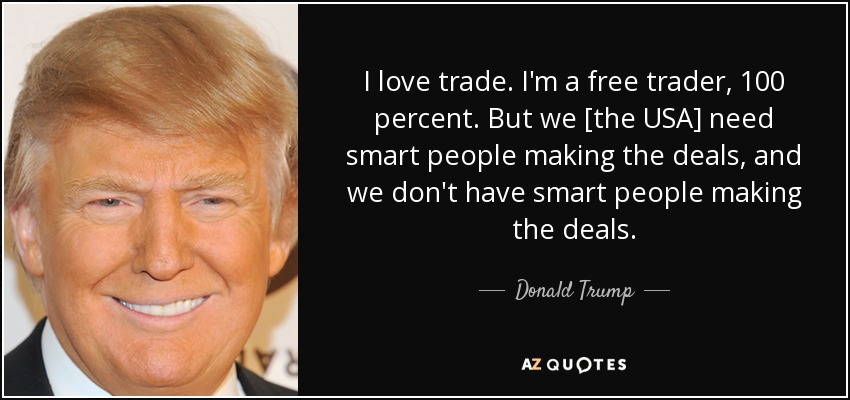 I love trade. I'm a free trader, 100
percent. But we [the USA] need
smart people making the deals, and
we don't have smart people making
the deals.
Donald Trump
AZ QUOTES